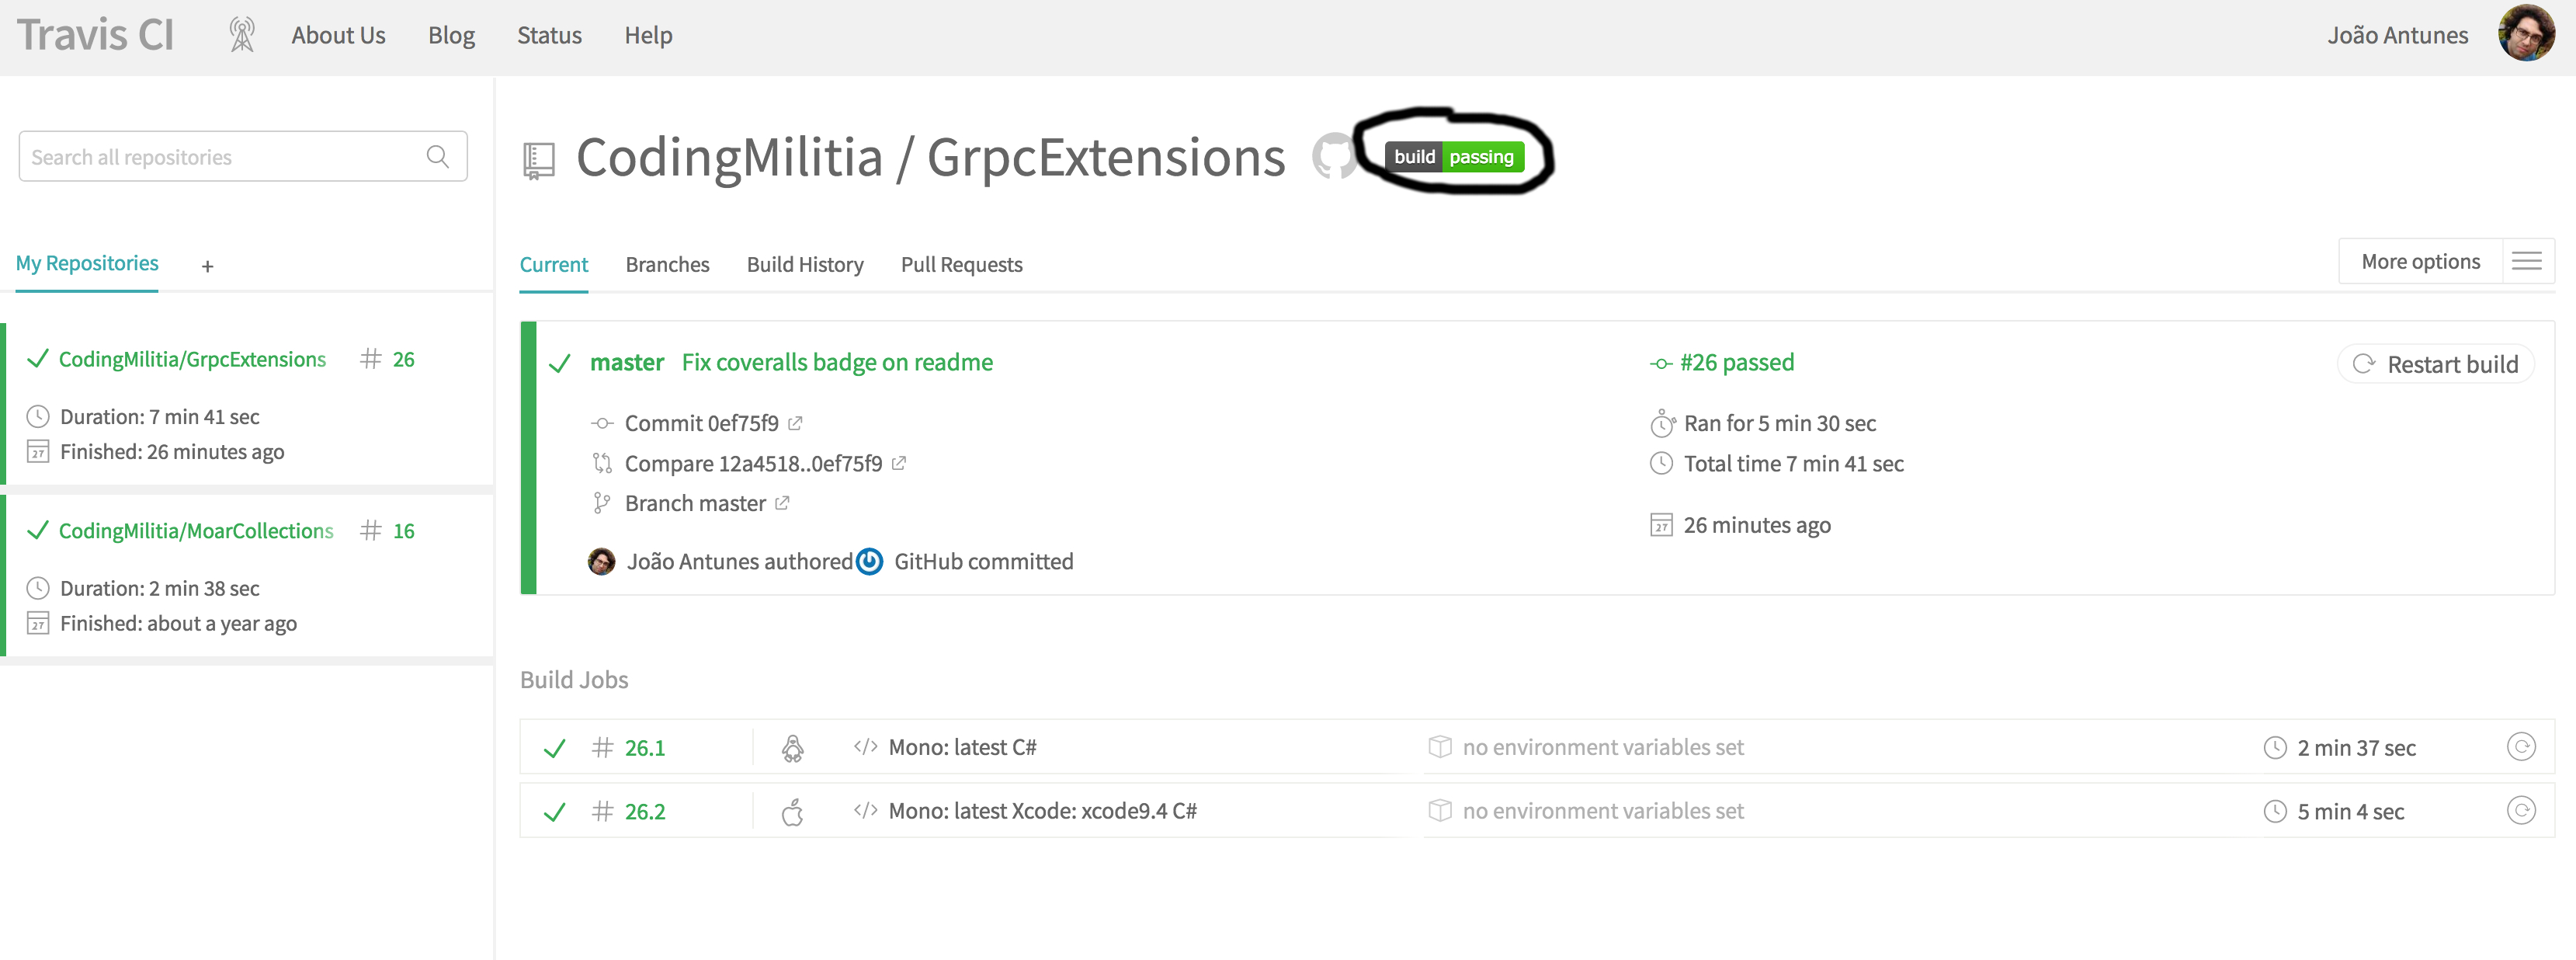 Travis CI
About Us
Blog
Status
Help
João Antunes
Search all repositories
My Repositories
+
CodingMilitia/GrpcExtensions # 26
Duration: 7 min 41 sec
27 Finished: 26 minutes ago
CodingMilitia/MoarCollections # 16
Duration: 2 min 38 sec
27 Finished: about a year ago
CodingMilitia / GrpcExtensions
build passing
Current
Branches
Build History
Pull Requests
More options
master Fix coveralls badge on readme
Commit 0ef75f9
Compare 12a4518..0ef75f9
Branch master
João Antunes authored
GitHub committed
#26 passed
Ran for 5 min 30 sec
Total time 7 min 41 sec
27 26 minutes ago
Restart build
Build Jobs
# 26.1
</> Mono: latest C#
no environment variables set
2 min 37 sec
# 26.2
</> Mono: latest Xcode: xcode9.4 C#
no environment variables set
5 min 4 sec